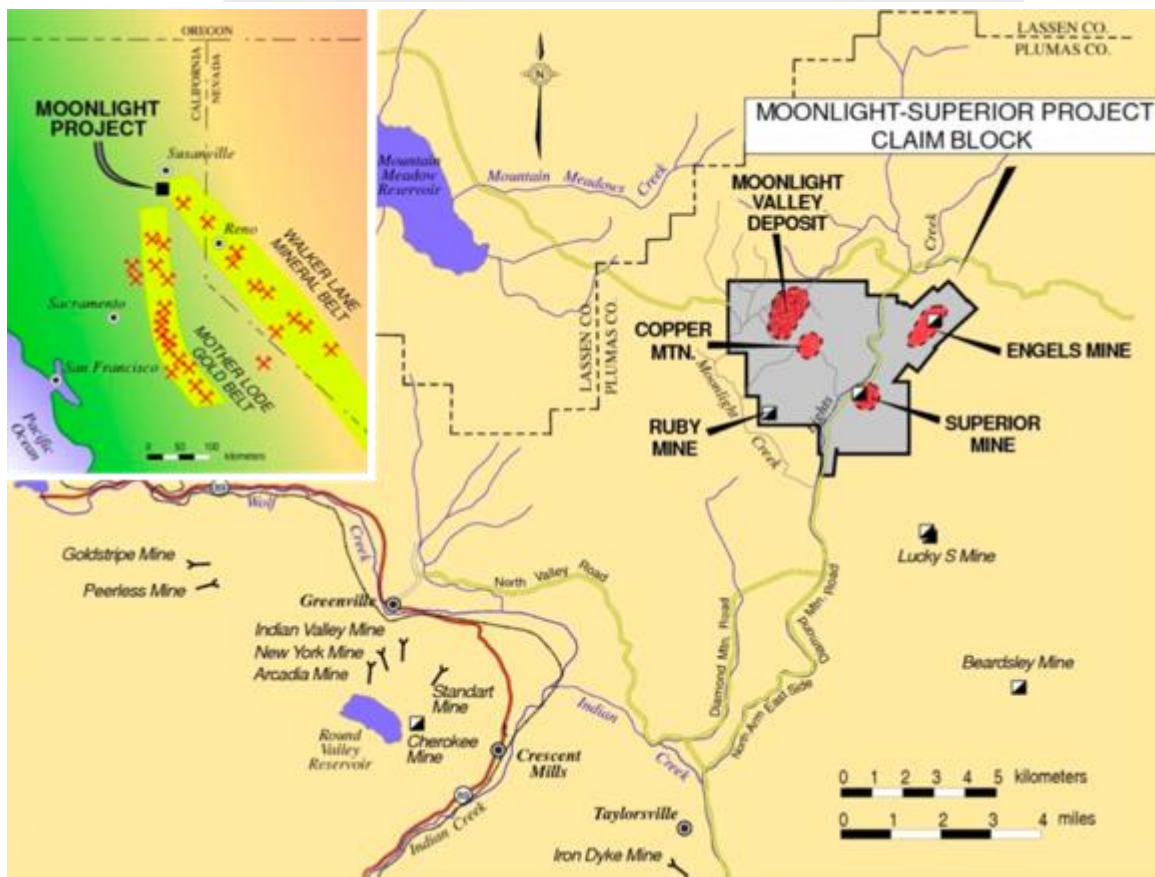 OREGON
CALIFORNIA
NEVADA
MOONLIGHT
PROJECT
Susanville
Reno
WALKER LANE
MINERAL BELT
Sacramento
MOTHER LODE
GOLD BELT
San Francisco
Pacific
Ocean
0 50 100
kilometers
N
LASSEN CO.
PLUMAS CO.
MOONLIGHT-SUPERIOR PROJECT
CLAIM BLOCK
Mountain
Meadow
Reservoir
Mountain Meadows Creek
MOONLIGHT
VALLEY
DEPOSIT
Creek
LASSEN CO.
PLUMAS CO.
COPPER
MTN.
ENGELS MINE
Moonlight
Creek
Lights
RUBY
MINE
SUPERIOR
MINE
89
Wolf
Creek
Goldstripe Mine
Peerless Mine
Lucky S Mine
North Valley Road
Greenville
Diamond Mtn. Road
Diamond Mtn. Road
Indian Valley Mine
New York Mine
Arcadia Mine
Standart
Mine
Beardsley Mine
North Arm East Side
Indian
Creek
Round
Valley
Reservoir
Cherokee
Mine
Crescent
Mills
0 1 2 3 4 5 kilometers
89
Indian Creek
Taylorsville
0 1 2 3 4 miles
Iron Dyke Mine